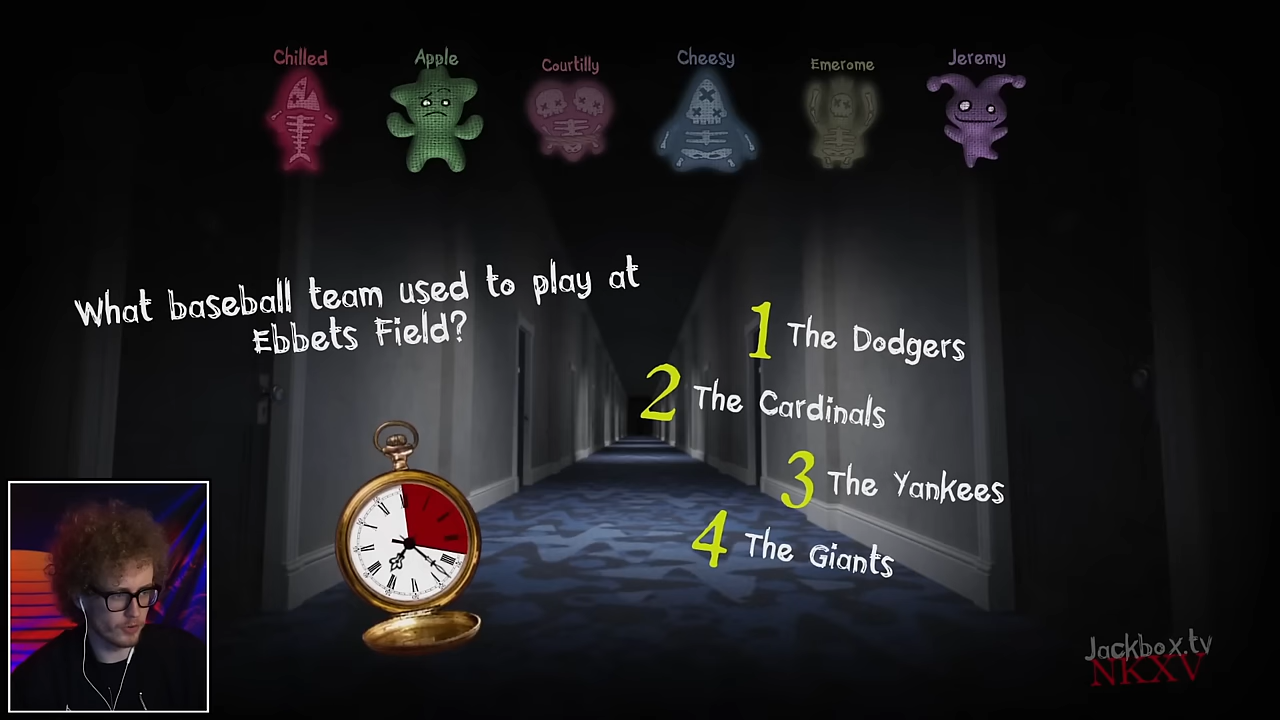 Chilled
Apple
Courtilly
Cheesy
Emerome
Jeremy
What baseball team used to play at
Ebbets Field?
1 The Dodgers
2 The Cardinals
3 The Yankees
4 The Giants
Jackbox.tv
NKXV